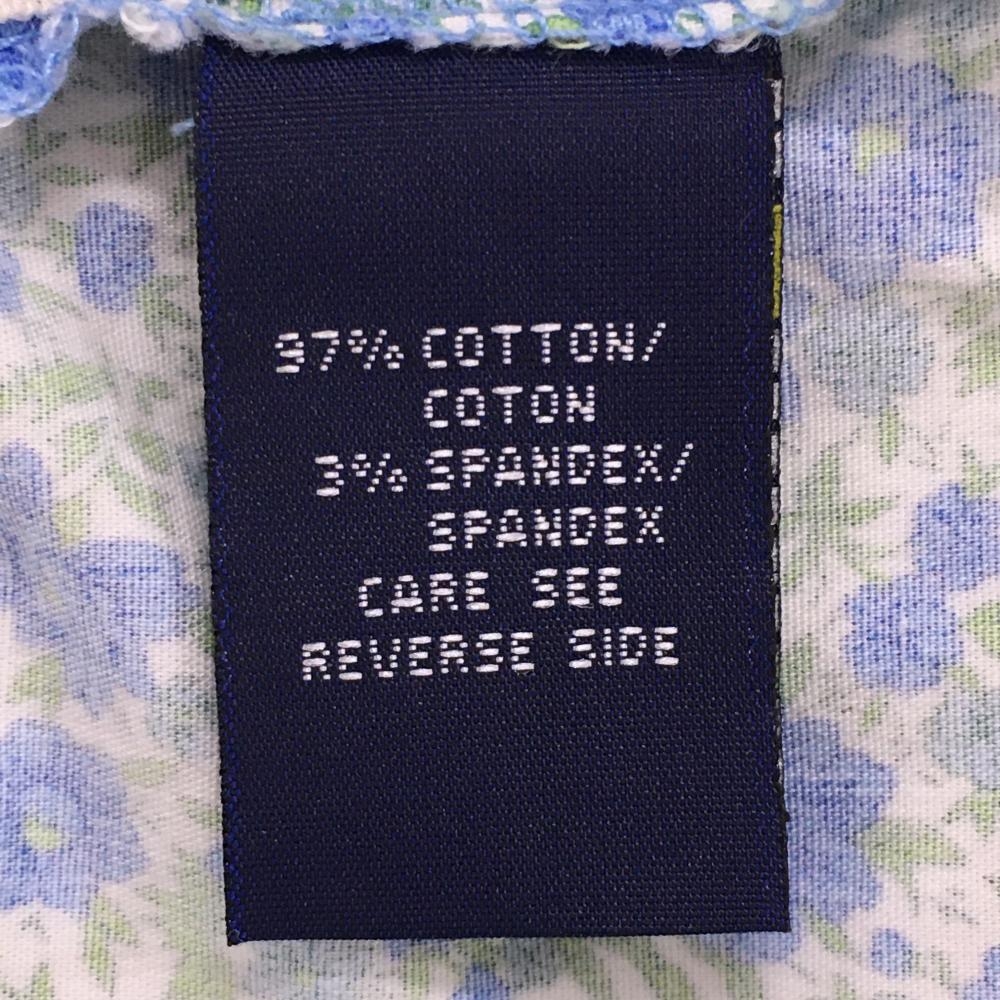 97% COTTON/
COTON
3% SPANDEX/
SPANDEX
CARE SEE
REVERSE SIDE